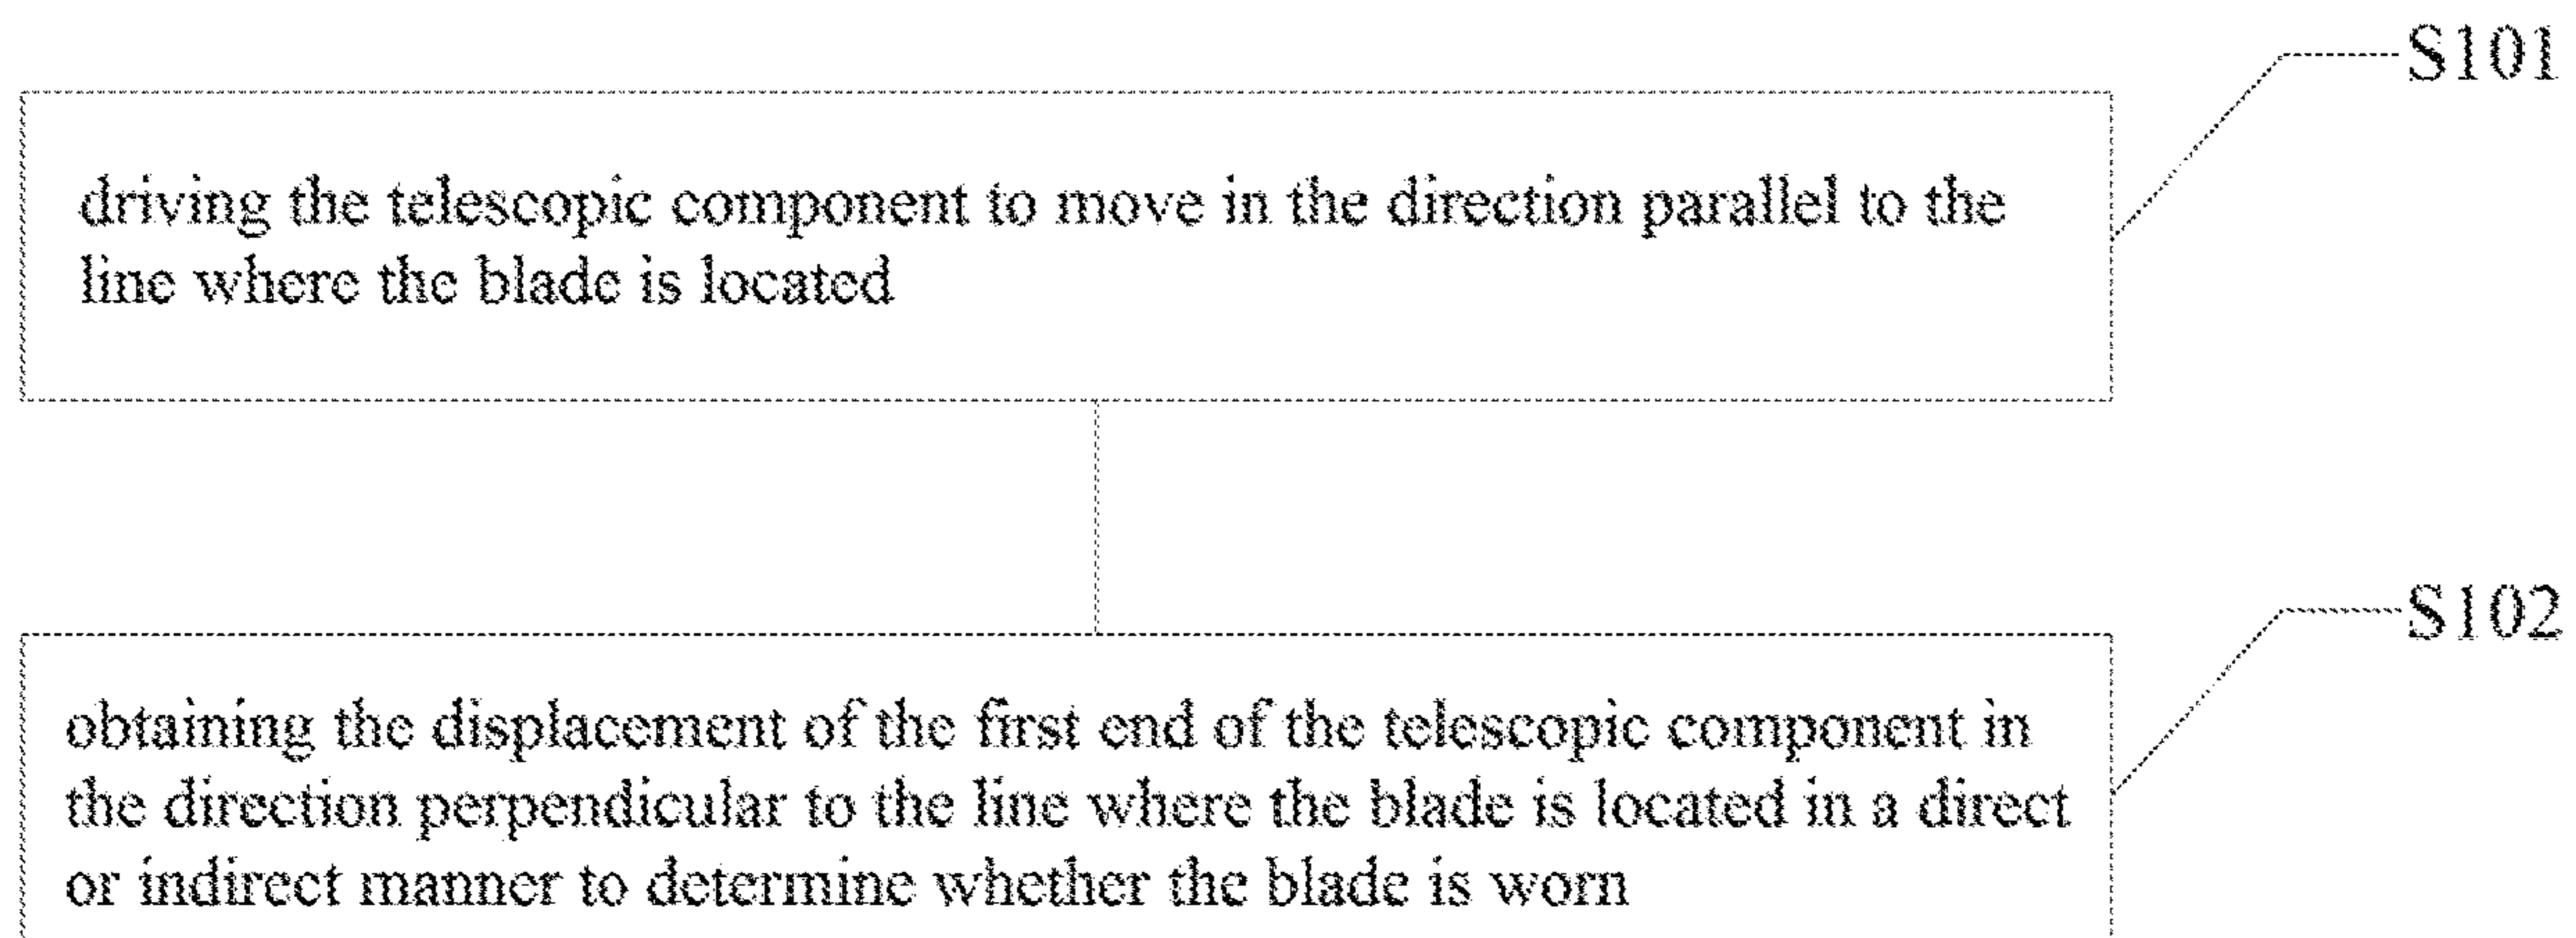 S101
driving the telescopic component to move in the direction parallel to the
line where the blade is located
S102
obtaining the displacement of the first end of the telescopic component in
the direction perpendicular to the line where the blade is located in a direct
or indirect manner to determine whether the blade is worn